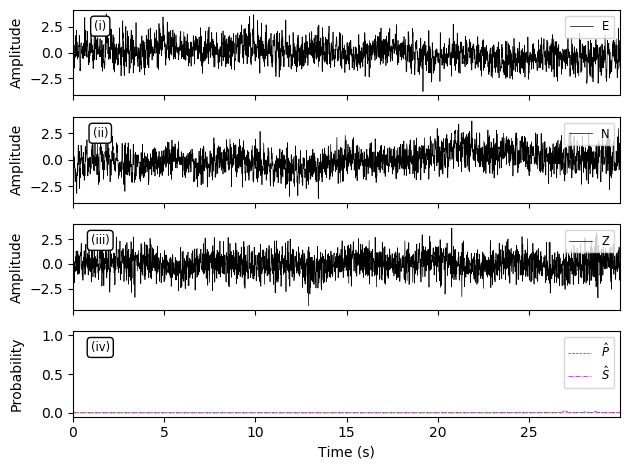 (i)
E
Amplitude
2.5
0.0
−2.5
(ii)
N
Amplitude
2.5
0.0
−2.5
(iii)
Z
Amplitude
2.5
0.0
−2.5
(iv)
P̂
Ŝ
Probability
1.0
0.5
0.0
0 5 10 15 20 25
Time (s)